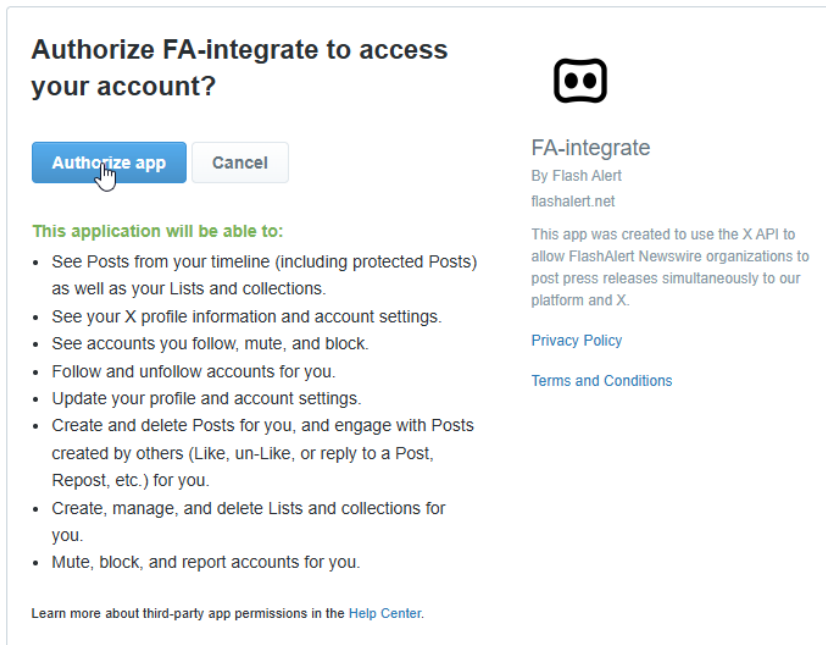 Authorize FA-integrate to access
your account?
Authorize app
Cancel
This application will be able to:
• See Posts from your timeline (including protected Posts)
as well as your Lists and collections.
• See your X profile information and account settings.
• See accounts you follow, mute, and block.
• Follow and unfollow accounts for you.
• Update your profile and account settings.
• Create and delete Posts for you, and engage with Posts
created by others (Like, un-Like, or reply to a Post,
Repost, etc.) for you.
• Create, manage, and delete Lists and collections for
you.
• Mute, block, and report accounts for you.
Learn more about third-party app permissions in the Help Center.
FA-integrate
By Flash Alert
flashalert.net
This app was created to use the X API to
allow FlashAlert Newswire organizations to
post press releases simultaneously to our
platform and X.
Privacy Policy
Terms and Conditions